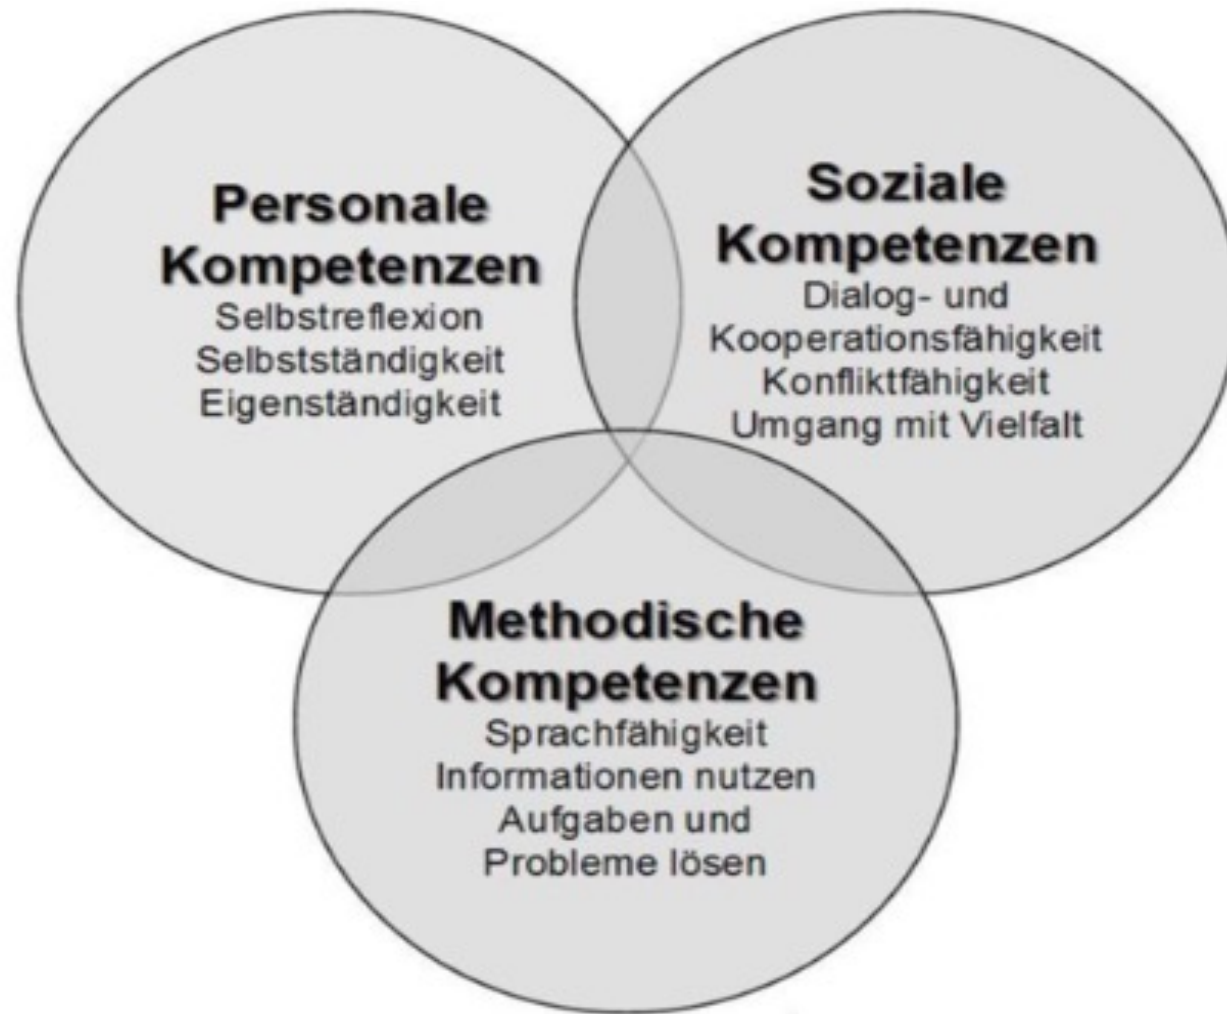 Personale
Kompetenzen
Selbstreflexion
Selbstständigkeit
Eigenständigkeit
Soziale
Kompetenzen
Dialog- und
Kooperationsfähigkeit
Konfliktfähigkeit
Umgang mit Vielfalt
Methodische
Kompetenzen
Sprachfähigkeit
Informationen nutzen
Aufgaben und
Probleme lösen